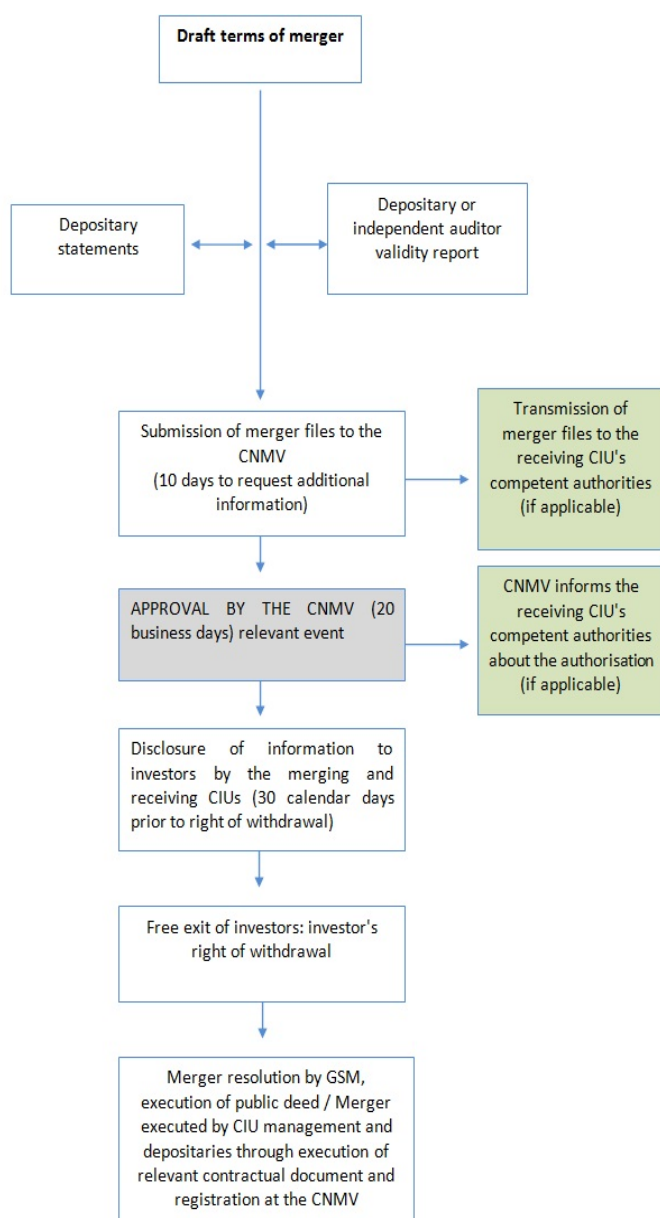 Draft terms of merger
Depositary
statements
Depositary or
independent auditor
validity report
Submission of merger files to the
CNMV
(10 days to request additional
information)
Transmission of
merger files to the
receiving CIU's
competent authorities
(if applicable)
APPROVAL BY THE CNMV (20
business days) relevant event
CNMV informs the
receiving CIU's
competent authorities
about the authorisation
(if applicable)
Disclosure of information to
investors by the merging and
receiving CIUs (30 calendar days
prior to right of withdrawal)
Free exit of investors: investor's
right of withdrawal
Merger resolution by GSM,
execution of public deed / Merger
executed by CIU management and
depositaries through execution of
relevant contractual document and
registration at the CNMV